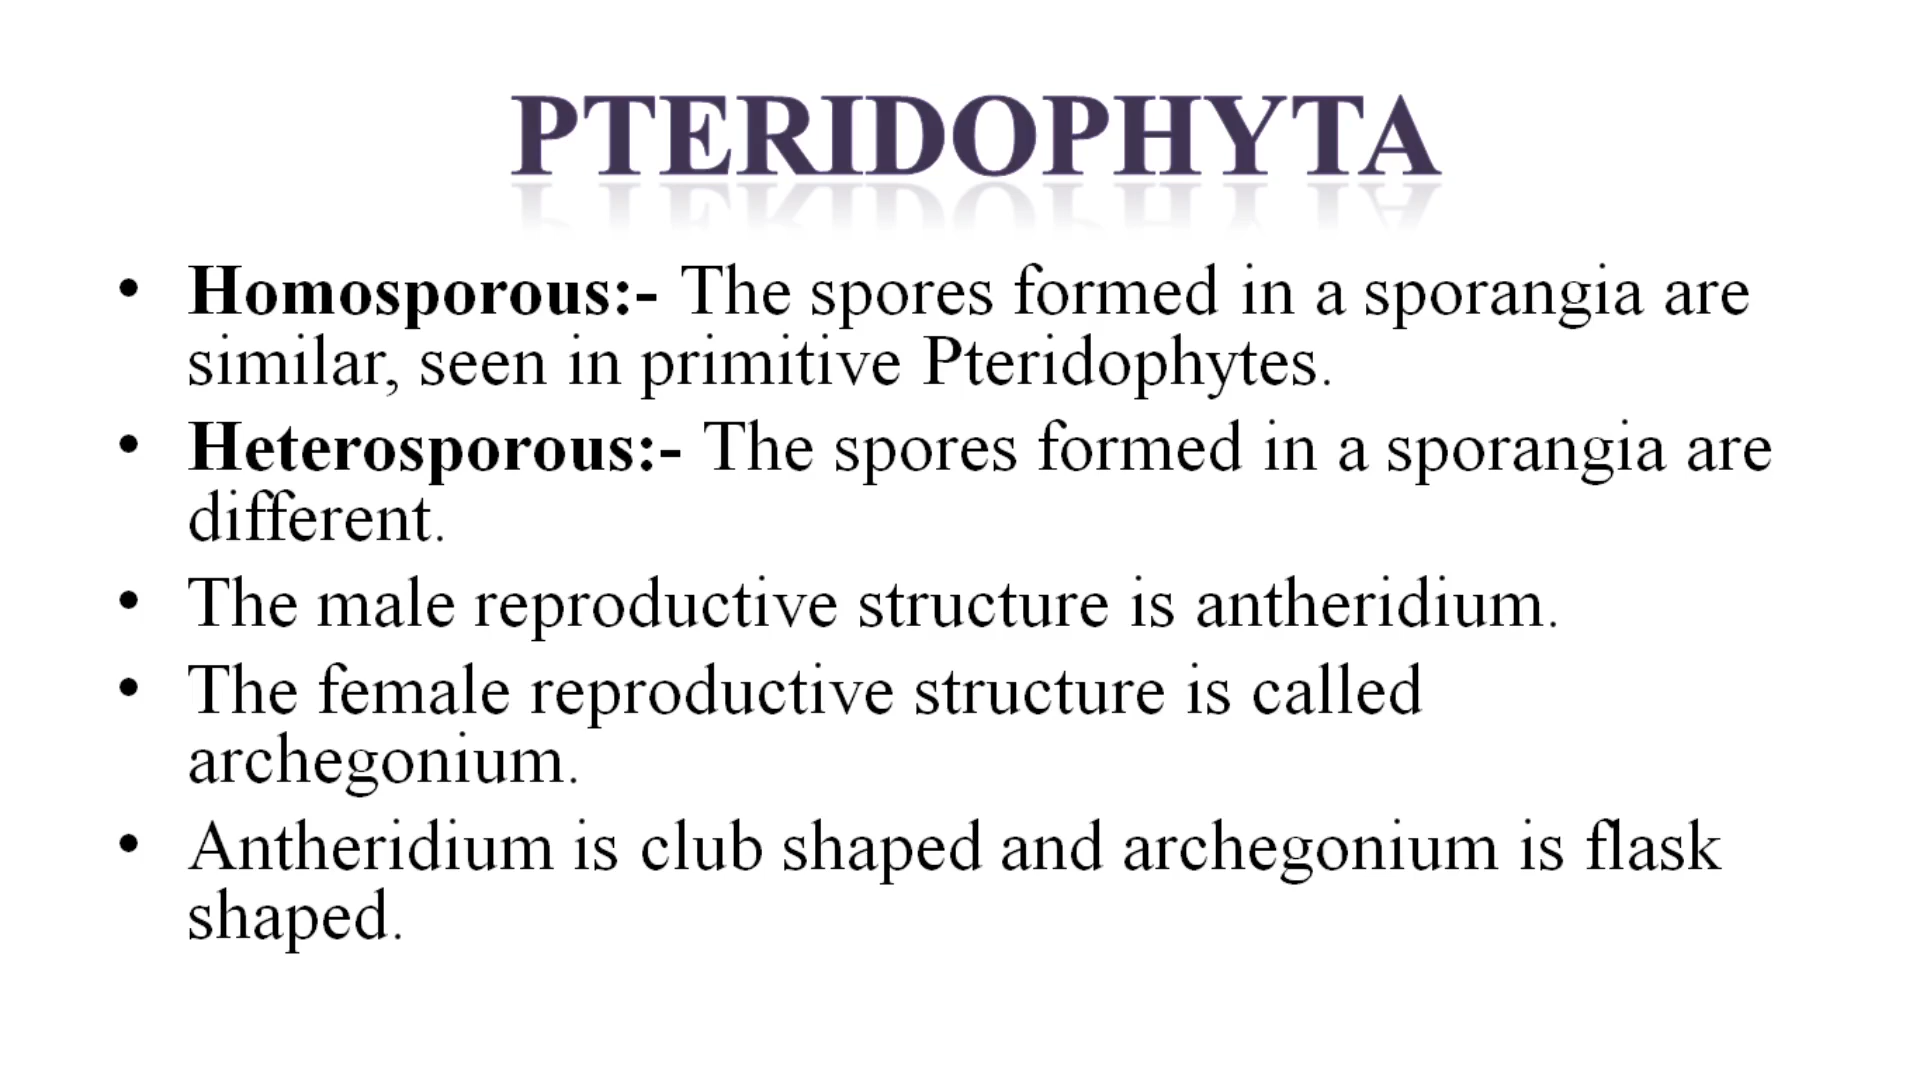 PTERIDOPHYTA
• Homosporous:- The spores formed in a sporangia are
similar, seen in primitive Pteridophytes.
• Heterosporous:- The spores formed in a sporangia are
different.
• The male reproductive structure is antheridium.
• The female reproductive structure is called
archegonium.
• Antheridium is club shaped and archegonium is flask
shaped.